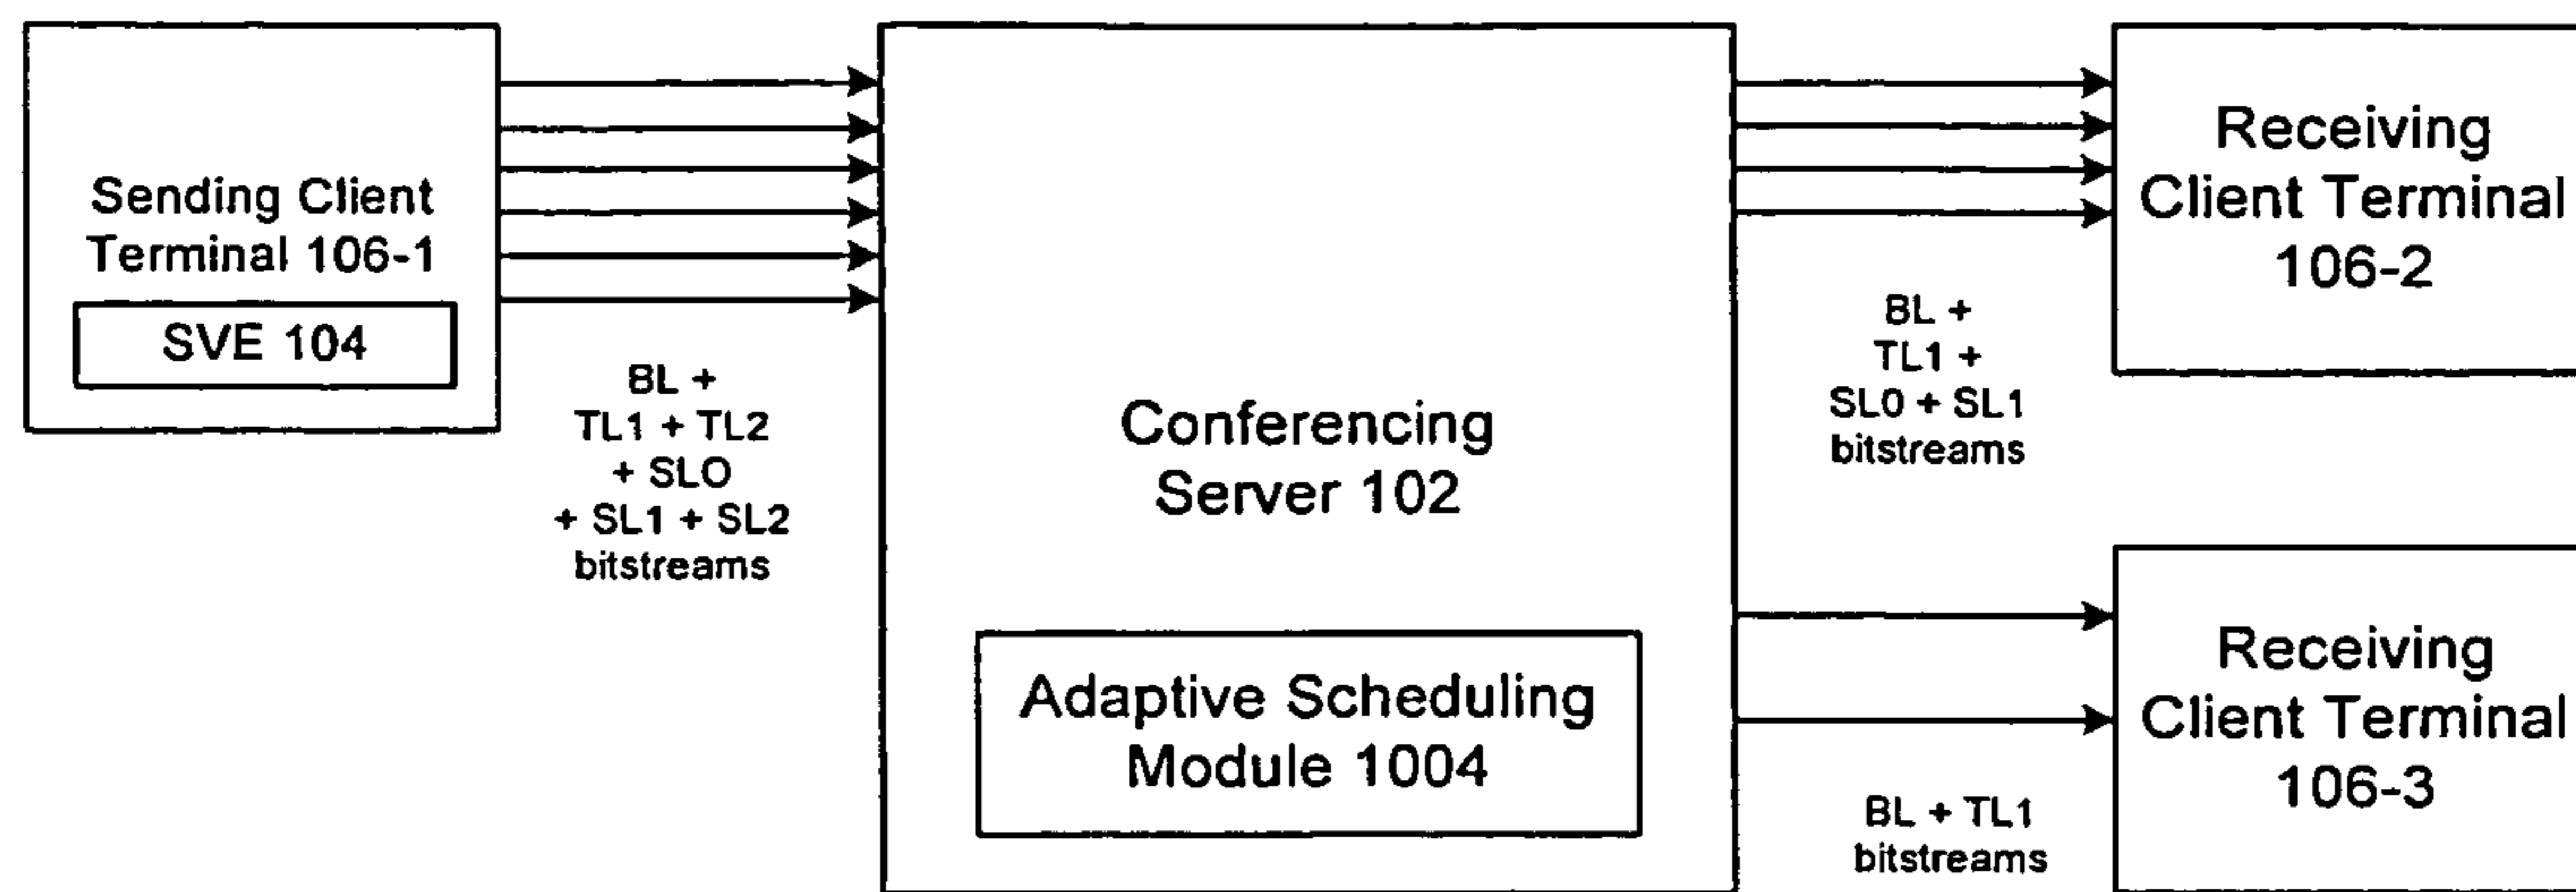 Sending Client
Terminal 106-1
SVE 104
BL +
TL1 + TL2
+ SLO
+ SL1 + SL2
bitstreams
Conferencing
Server 102
Adaptive Scheduling
Module 1004
BL +
TL1 +
SL0 + SL1
bitstreams
BL + TL1
bitstreams
Receiving
Client Terminal
106-2
Receiving
Client Terminal
106-3